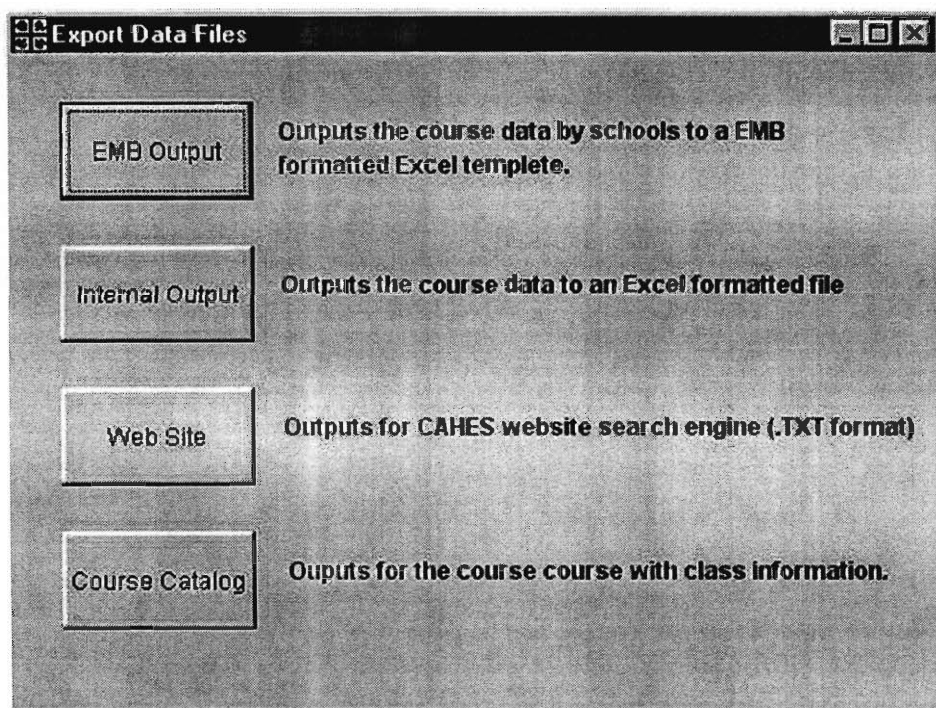 Export Data Files
EMB Output
Outputs the course data by schools to a EMB
formatted Excel templete.
Internal Output
Outputs the course data to an Excel formatted file
Web Site
Outputs for CAHES website search engine (.TXT format)
Course Catalog
Ouputs for the course course with class information.